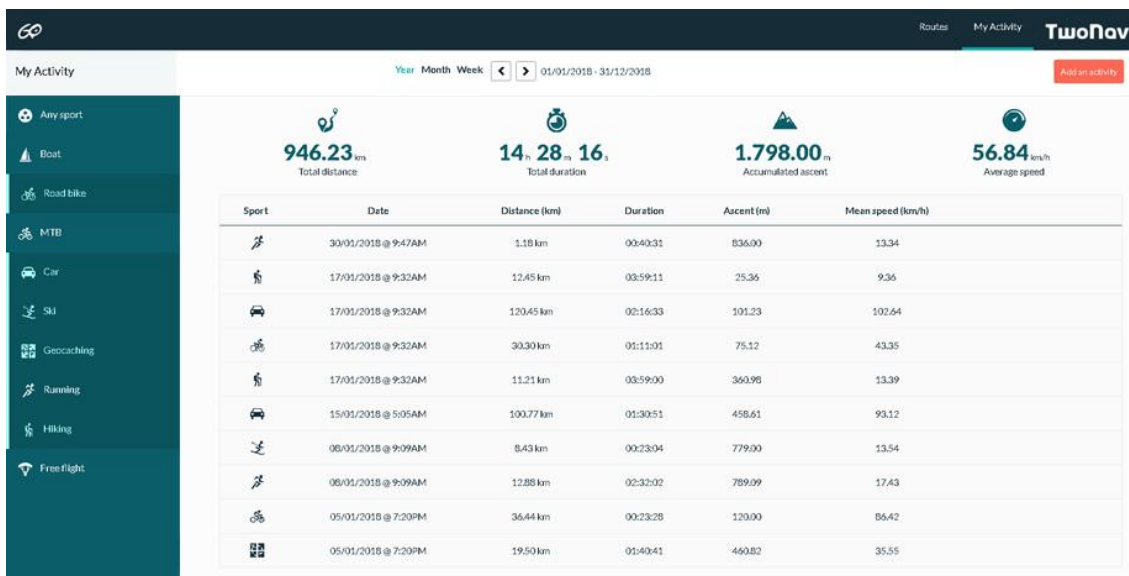 GO Routes My Activity TwoNav
My Activity Year Month Week 01/01/2018 - 31/12/2018 Add an activity
Any sport
Boat
Road bike
MTB
Car
Ski
Geocaching
Running
Hiking
Free flight
946.23 km 14h 28m 16s 1.798.00 m 56.84 km/h
Total distance Total duration Accumulated ascent Average speed
Sport Date Distance (km) Duration Ascent (m) Mean speed (km/h)
30/01/2018 @ 9:47AM 1.18 km 00:40:31 836.00 13.34
17/01/2018 @ 9:32AM 12.45 km 03:59:11 25.36 9.36
17/01/2018 @ 9:32AM 120.45 km 02:16:33 101.23 102.64
17/01/2018 @ 9:32AM 30.30 km 01:11:01 75.12 43.35
17/01/2018 @ 9:32AM 11.21 km 03:59:00 360.98 13.39
15/01/2018 @ 5:05AM 100.77 km 01:30:51 458.61 93.12
08/01/2018 @ 9:09AM 8.43 km 00:23:04 779.00 13.54
08/01/2018 @ 9:09AM 12.88 km 02:32:02 789.09 17.43
05/01/2018 @ 7:20PM 36.44 km 00:23:28 120.00 86.42
05/01/2018 @ 7:20PM 19.50 km 01:40:41 460.82 35.55